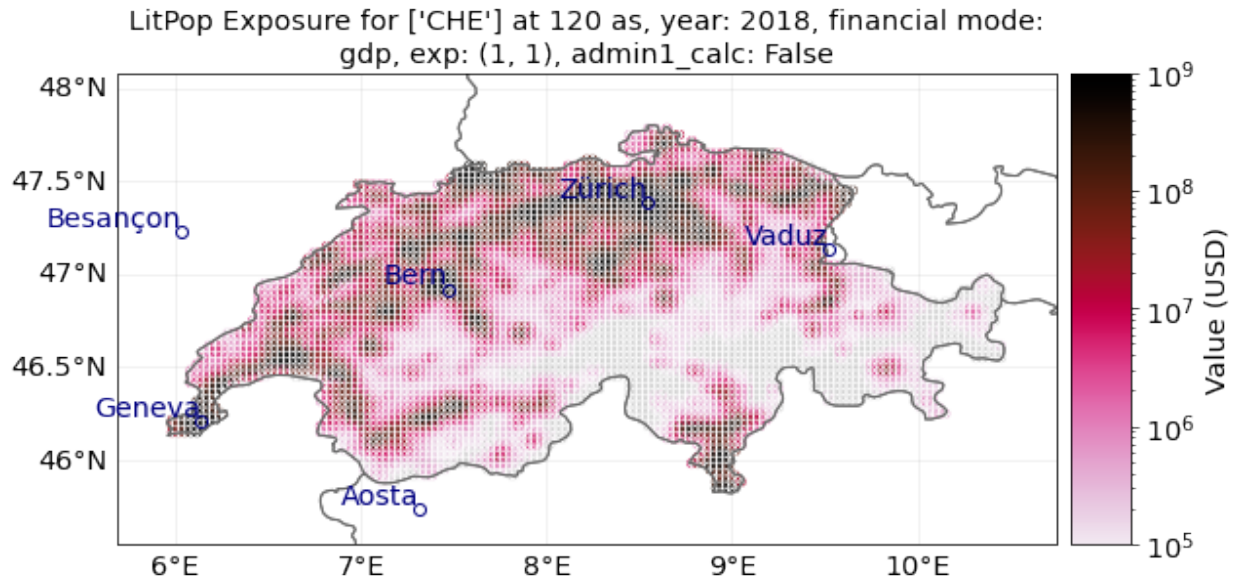 LitPop Exposure for ['CHE'] at 120 as, year: 2018, financial mode:
gdp, exp: (1, 1), admin1_calc: False
48°N
47.5°N
47°N
46.5°N
46°N
6°E
7°E
8°E
9°E
10°E
Besançon
Zürich
Vaduz
Bern
Geneva
Aosta
10⁹
10⁸
10⁷
10⁶
10⁵
Value (USD)